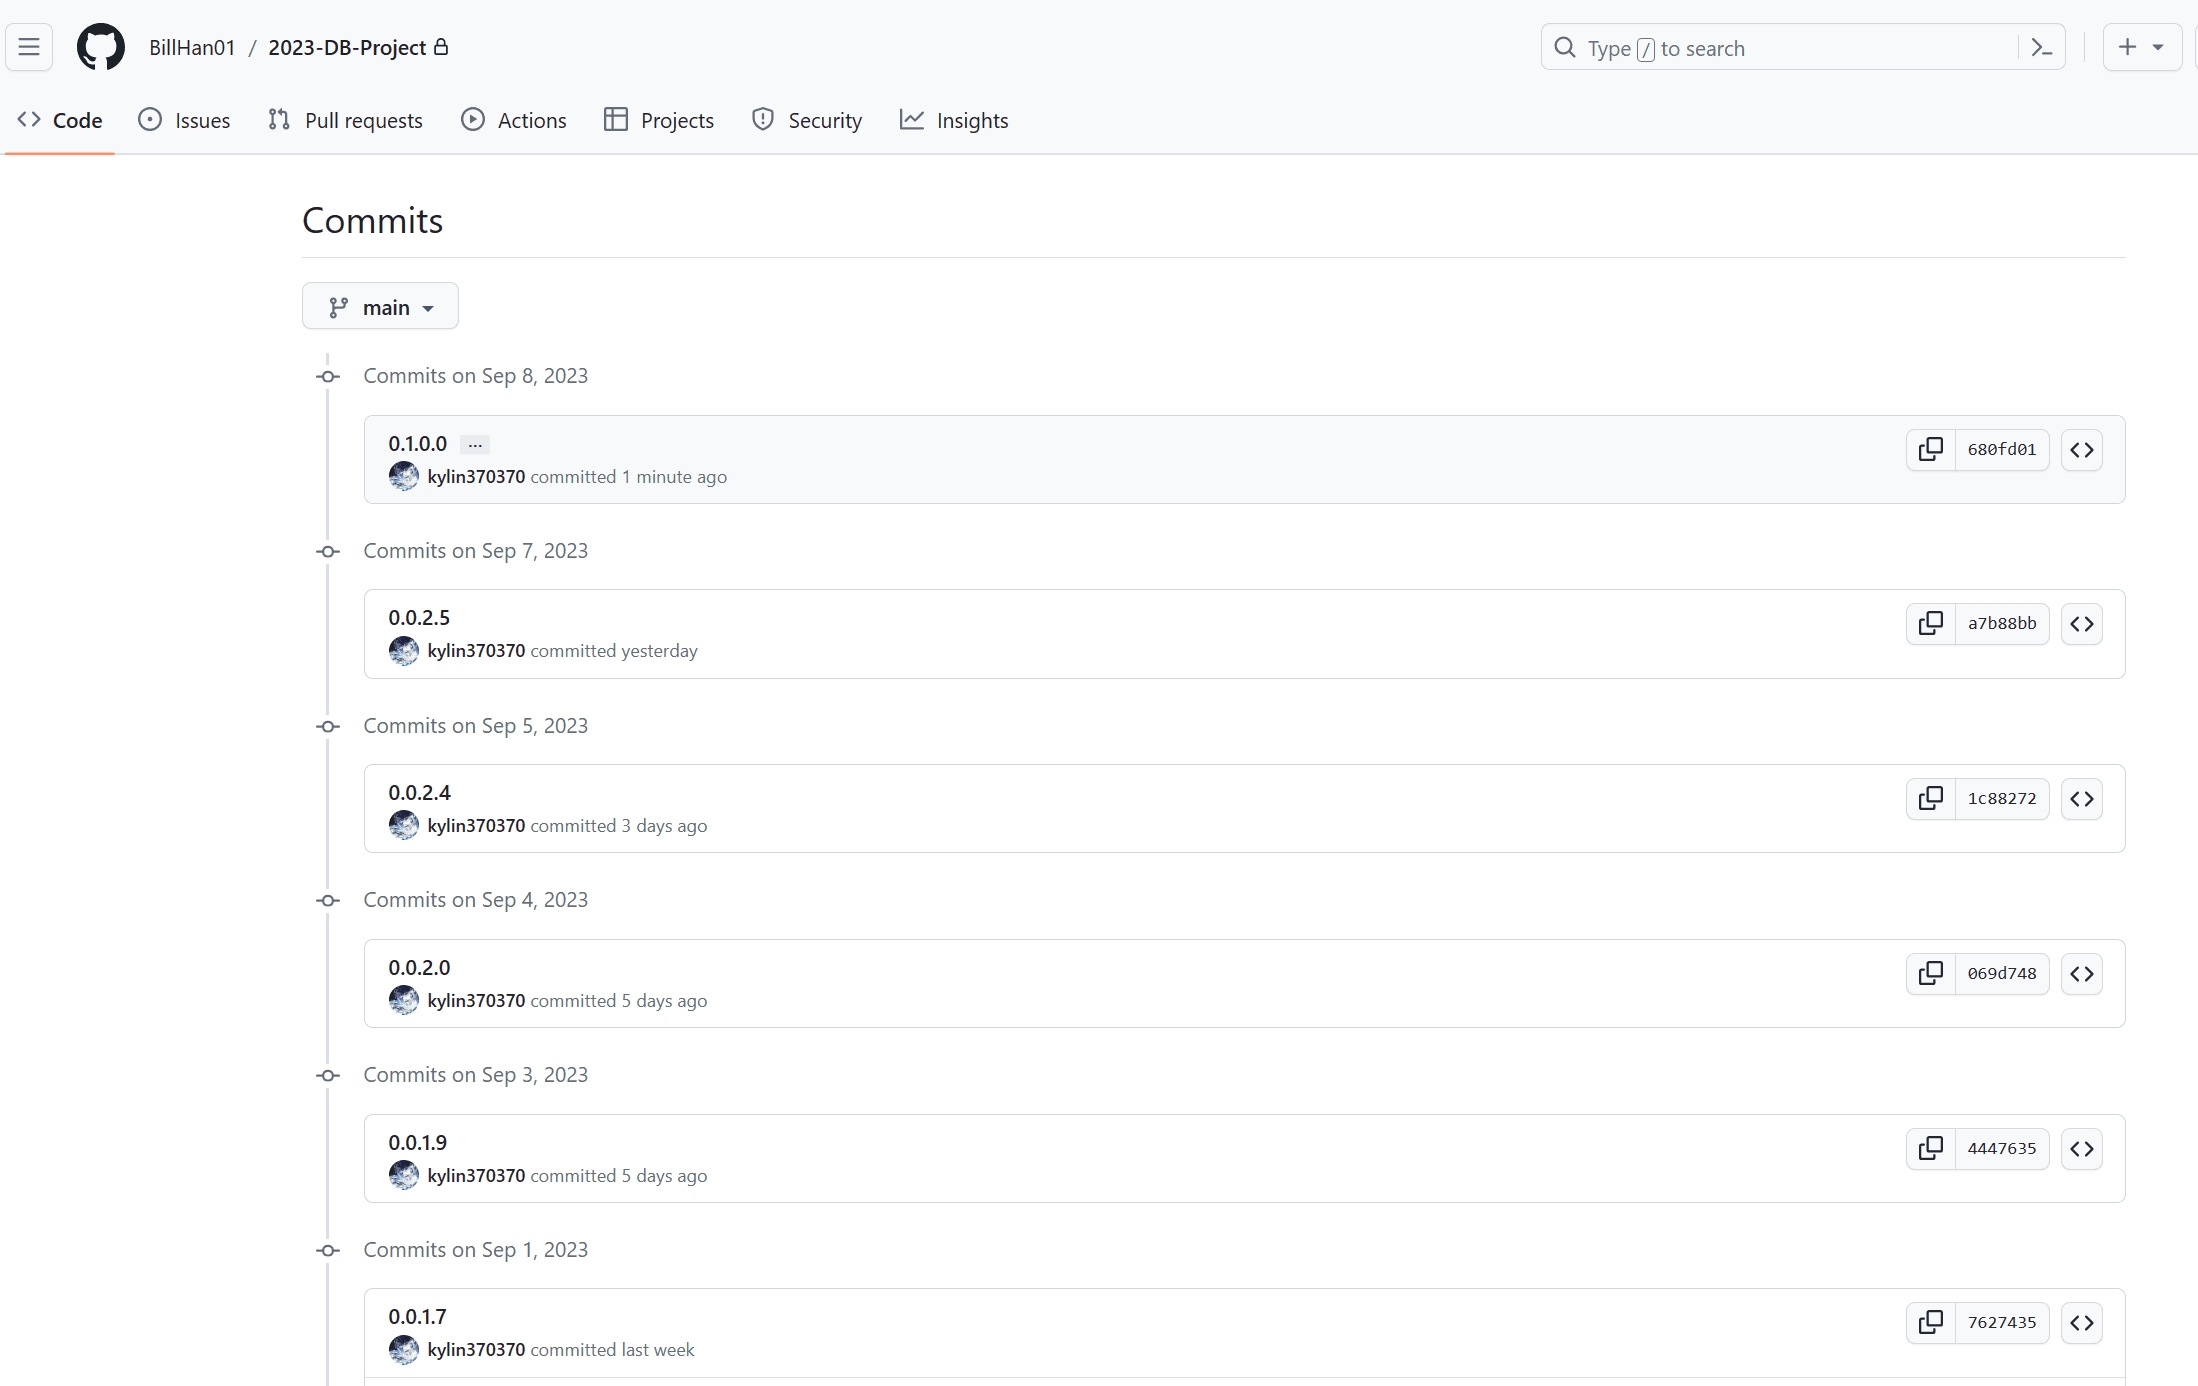 BillHan01 / 2023-DB-Project
Type / to search
Code Issues Pull requests Actions Projects Security Insights
Commits
main
Commits on Sep 8, 2023
0.1.0.0 ...
680fd01
kylin370370 committed 1 minute ago
Commits on Sep 7, 2023
0.0.2.5
a7b88bb
kylin370370 committed yesterday
Commits on Sep 5, 2023
0.0.2.4
1c88272
kylin370370 committed 3 days ago
Commits on Sep 4, 2023
0.0.2.0
069d748
kylin370370 committed 5 days ago
Commits on Sep 3, 2023
0.0.1.9
4447635
kylin370370 committed 5 days ago
Commits on Sep 1, 2023
0.0.1.7
7627435
kylin370370 committed last week